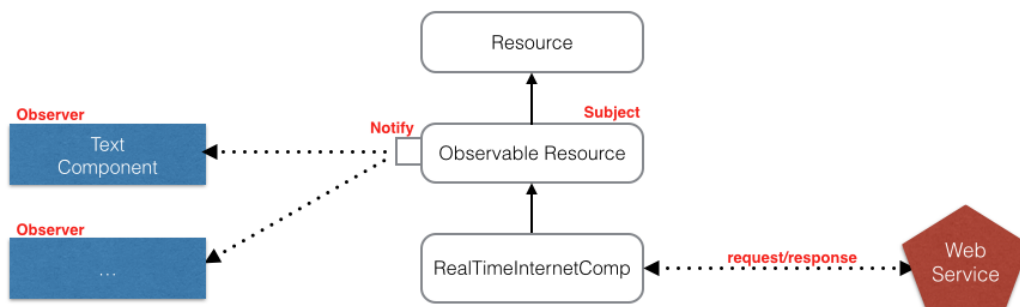 Resource
Observer
Subject
Notify
Text
Component
Observable Resource
Observer
...
RealTimeInternetComp
request/response
Web
Service